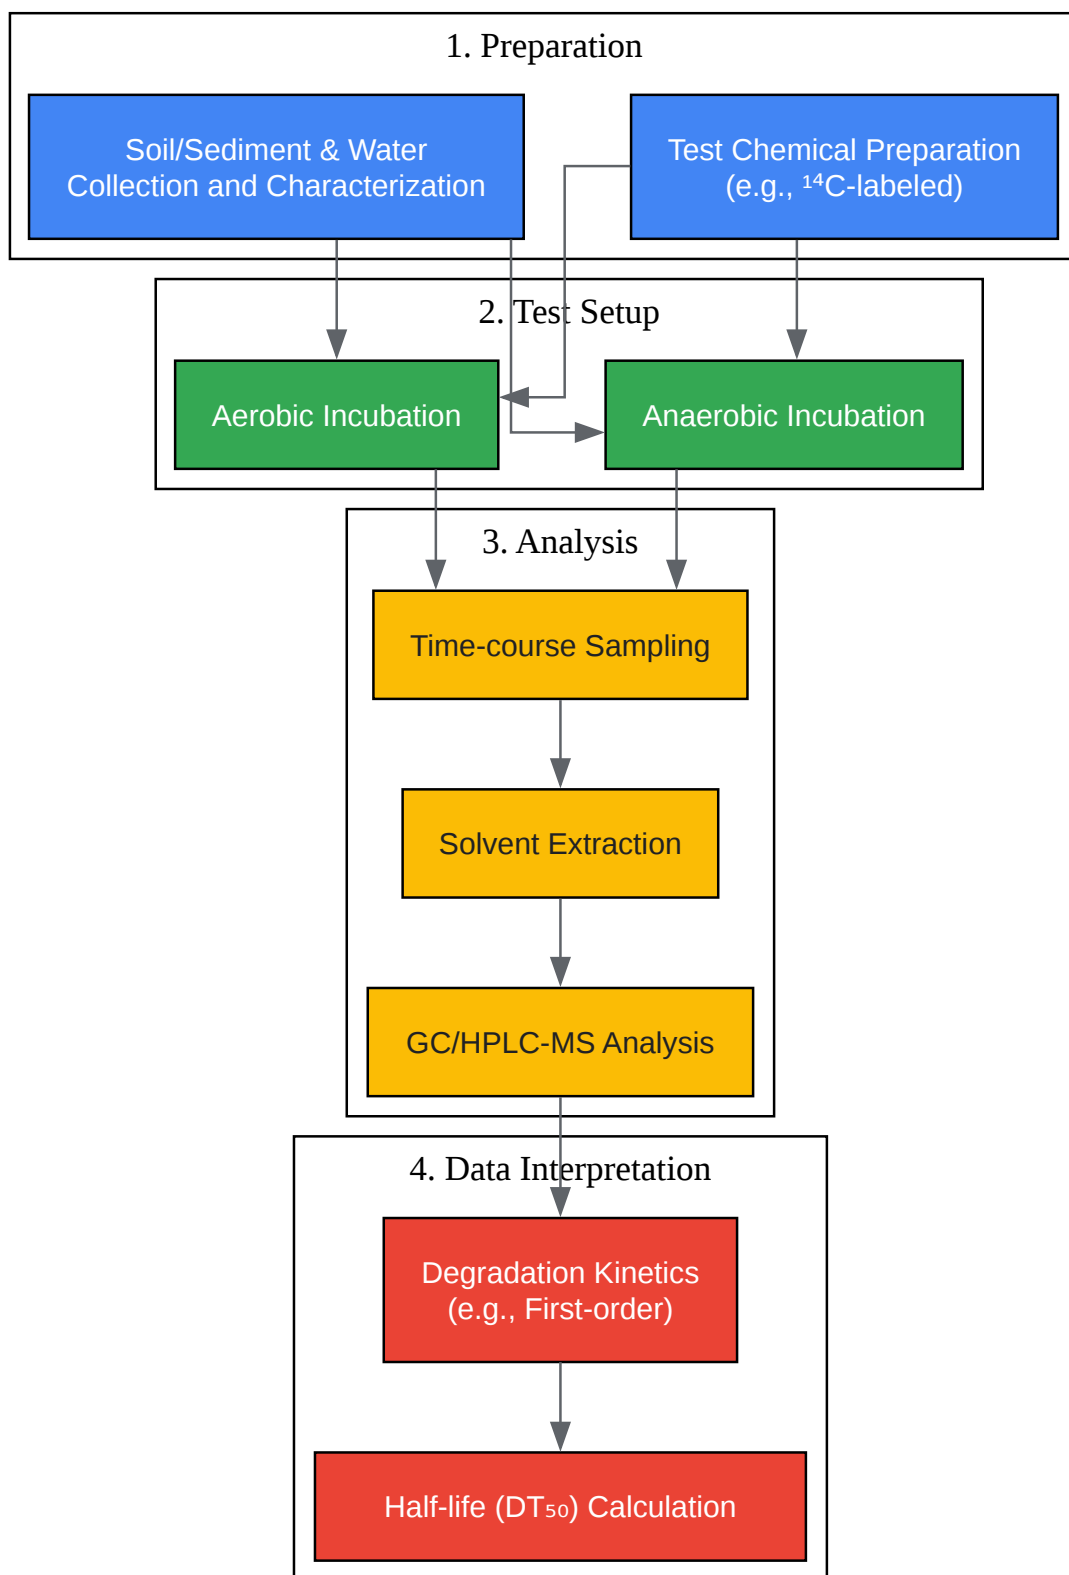 1. Preparation
Soil/Sediment & Water
Collection and Characterization
Test Chemical Preparation
(e.g., ¹⁴C-labeled)
2. Test Setup
Aerobic Incubation
Anaerobic Incubation
3. Analysis
Time-course Sampling
Solvent Extraction
GC/HPLC-MS Analysis
4. Data Interpretation
Degradation Kinetics
(e.g., First-order)
Half-life (DT₅₀) Calculation